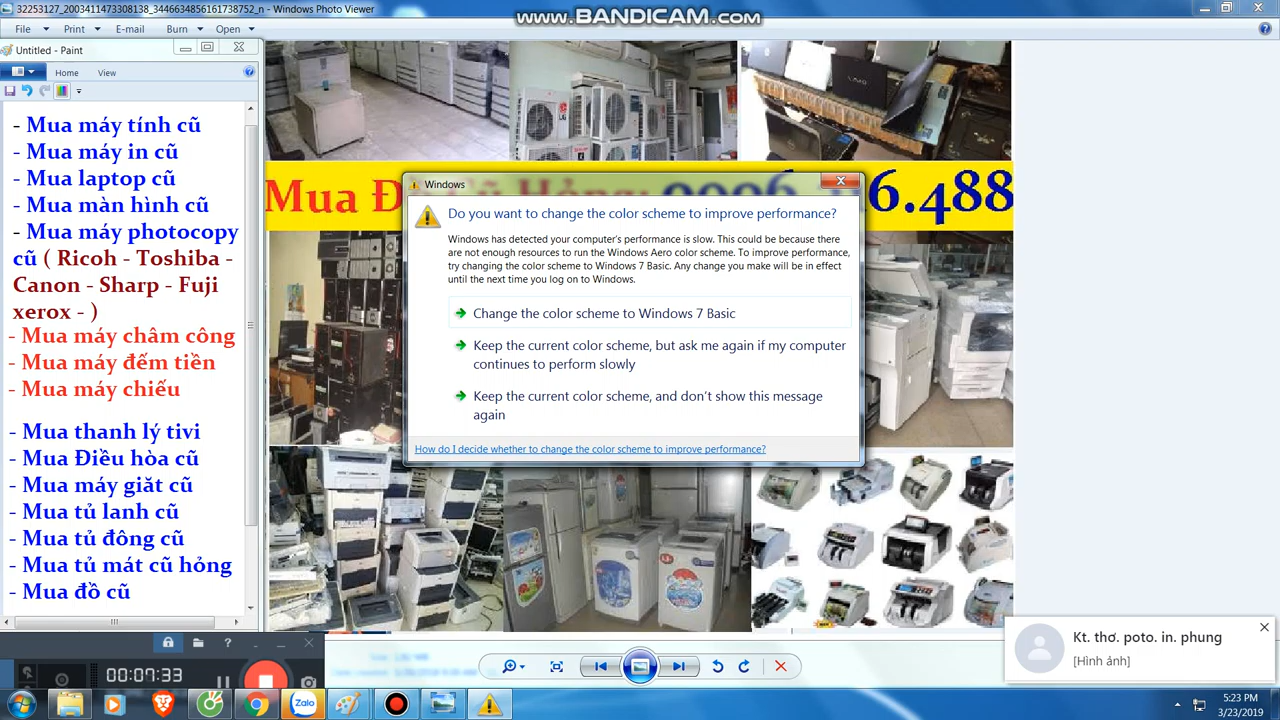 32253127_2003411473308138_3446634856161738752_n - Windows Photo Viewer
www.BANDICAM.com
File Print E-mail Burn Open
Untitled - Paint
Home View
- Mua máy tính cũ
- Mua máy in cũ
- Mua laptop cũ
- Mua màn hình cũ
- Mua máy photocopy
cũ ( Ricoh - Toshiba -
Canon - Sharp - Fuji
xerox - )
- Mua máy châm công
- Mua máy đếm tiền
- Mua máy chiếu
- Mua thanh lý tivi
- Mua Điều hòa cũ
- Mua máy giăt cũ
- Mua tủ lanh cũ
- Mua tủ đông cũ
- Mua tủ mát cũ hỏng
- Mua đồ cũ
Mua
6.488
Windows
Do you want to change the color scheme to improve performance?
Windows has detected your computer's performance is slow. This could be because there
are not enough resources to run the Windows Aero color scheme. To improve performance,
try changing the color scheme to Windows 7 Basic. Any change you make will be in effect
until the next time you log on to Windows.
Change the color scheme to Windows 7 Basic
Keep the current color scheme, but ask me again if my computer
continues to perform slowly
Keep the current color scheme, and don't show this message
again
How do I decide whether to change the color scheme to improve performance?
00:07:33
Kt. thơ. poto. in. phung
[Hình ảnh]
Zalo
5:23 PM
3/23/2019